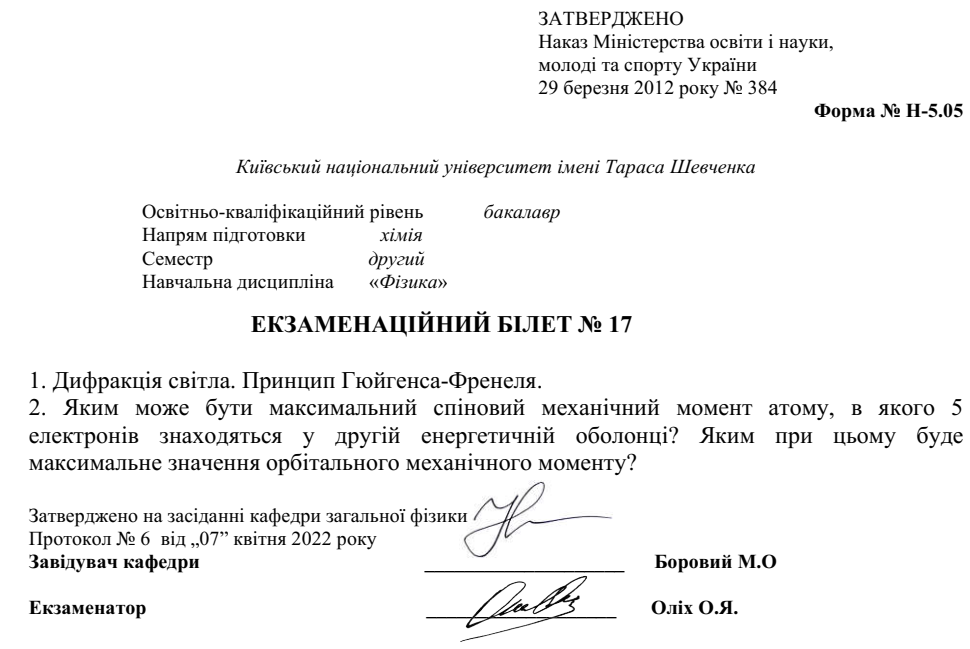 ЗАТВЕРДЖЕНО
Наказ Міністерства освіти і науки,
молоді та спорту України
29 березня 2012 року № 384
Форма № Н-5.05
Київський національний університет імені Тараса Шевченка
Освітньо-кваліфікаційний рівень бакалавр
Напрям підготовки хімія
Семестр другий
Навчальна дисципліна «Фізика»
ЕКЗАМЕНАЦІЙНИЙ БІЛЕТ № 17
1. Дифракція світла. Принцип Гюйгенса-Френеля.
2. Яким може бути максимальний спіновий механічний момент атому, в якого 5
електронів знаходяться у другій енергетичній оболонці? Яким при цьому буде
максимальне значення орбітального механічного моменту?
Затверджено на засіданні кафедри загальної фізики
Протокол № 6 від „07” квітня 2022 року
Завідувач кафедри ____________________ Боровий М.О
Екзаменатор ____________________ Оліх О.Я.